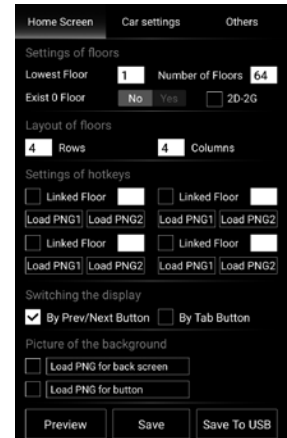 Home Screen Car settings Others
Settings of floors
Lowest Floor 1 Number of Floors 64
Exist 0 Floor No Yes 2D-2G
Layout of floors
4 Rows 4 Columns
Settings of hotkeys
Linked Floor Linked Floor
Load PNG1 Load PNG2 Load PNG1 Load PNG2
Linked Floor Linked Floor
Load PNG1 Load PNG2 Load PNG1 Load PNG2
Switching the display
By Prev/Next Button By Tab Button
Picture of the background
Load PNG for back screen
Load PNG for button
Preview Save Save To USB